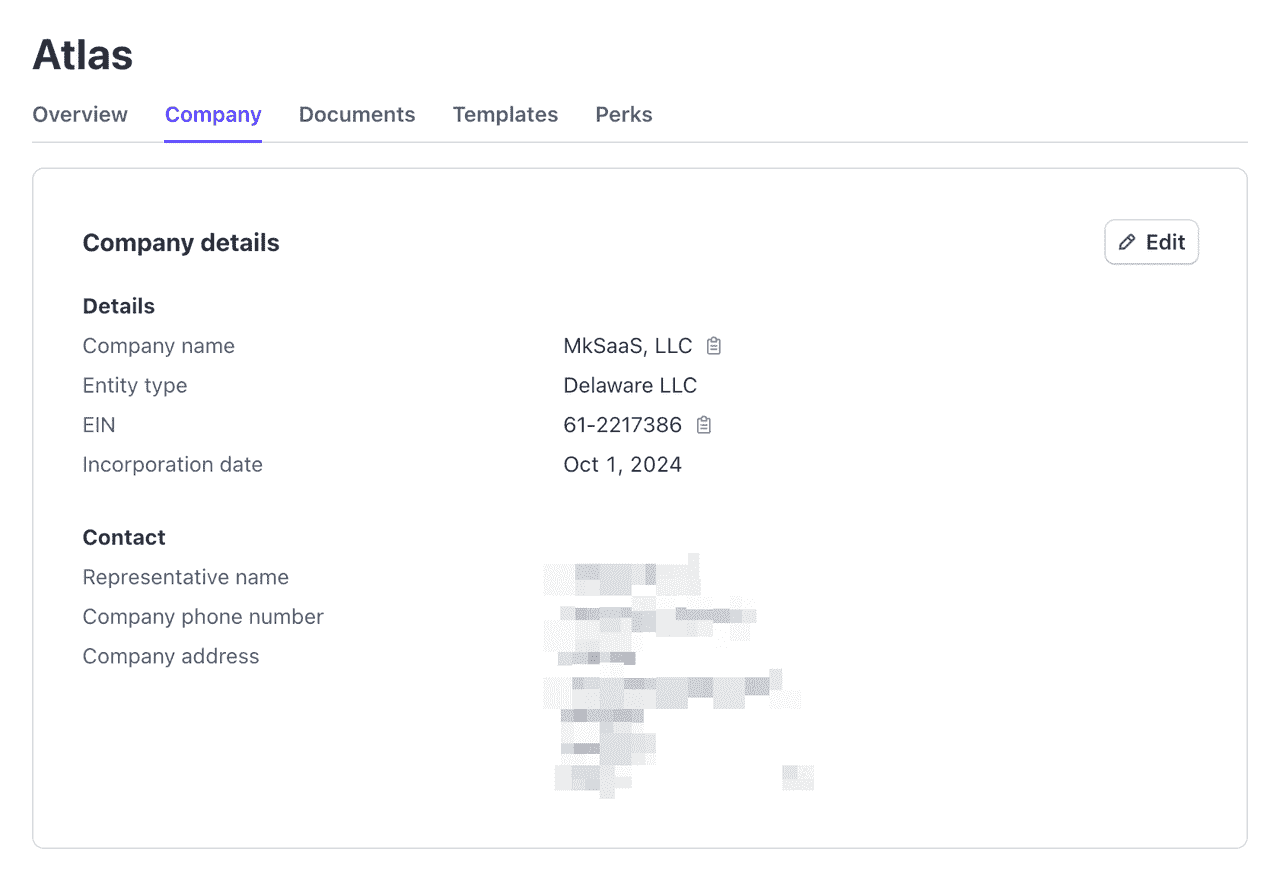 Atlas
Overview Company Documents Templates Perks
Company details Edit
Details
Company name MkSaaS, LLC
Entity type Delaware LLC
EIN 61-2217386
Incorporation date Oct 1, 2024
Contact
Representative name
Company phone number
Company address